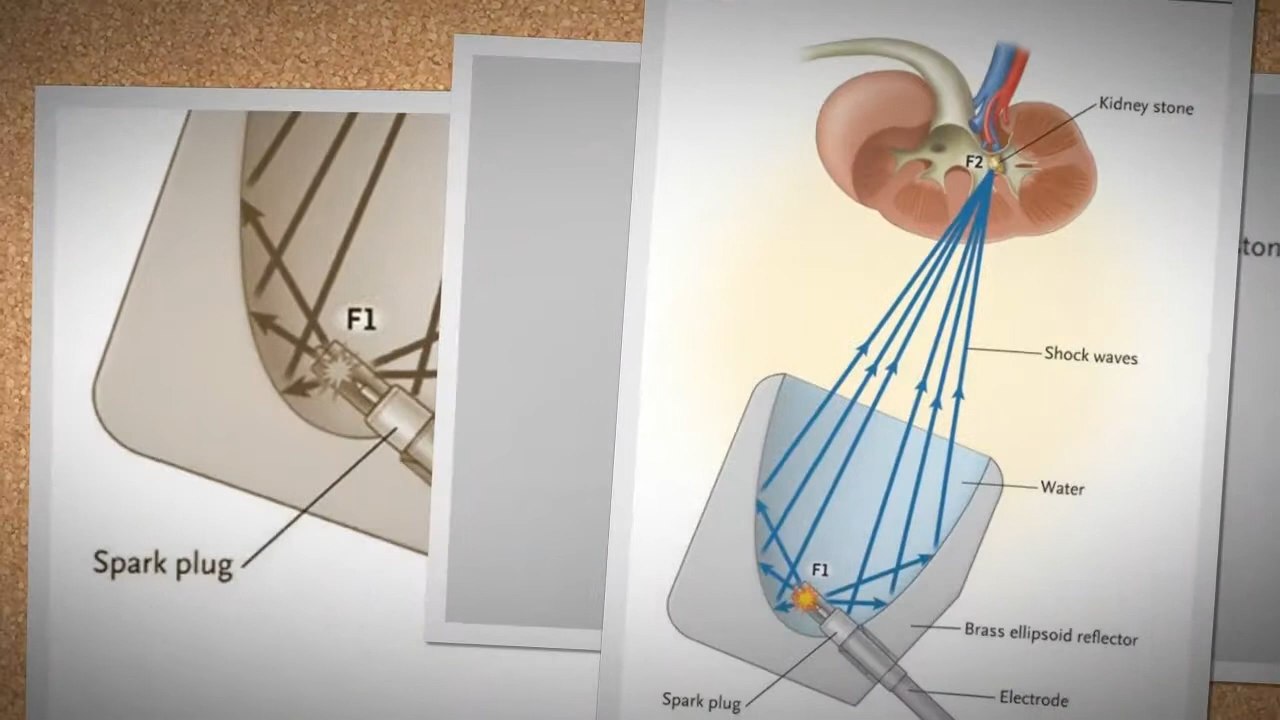 F1
Spark plug
Kidney stone
F2
Shock waves
Water
F1
Brass ellipsoid reflector
Spark plug
Electrode